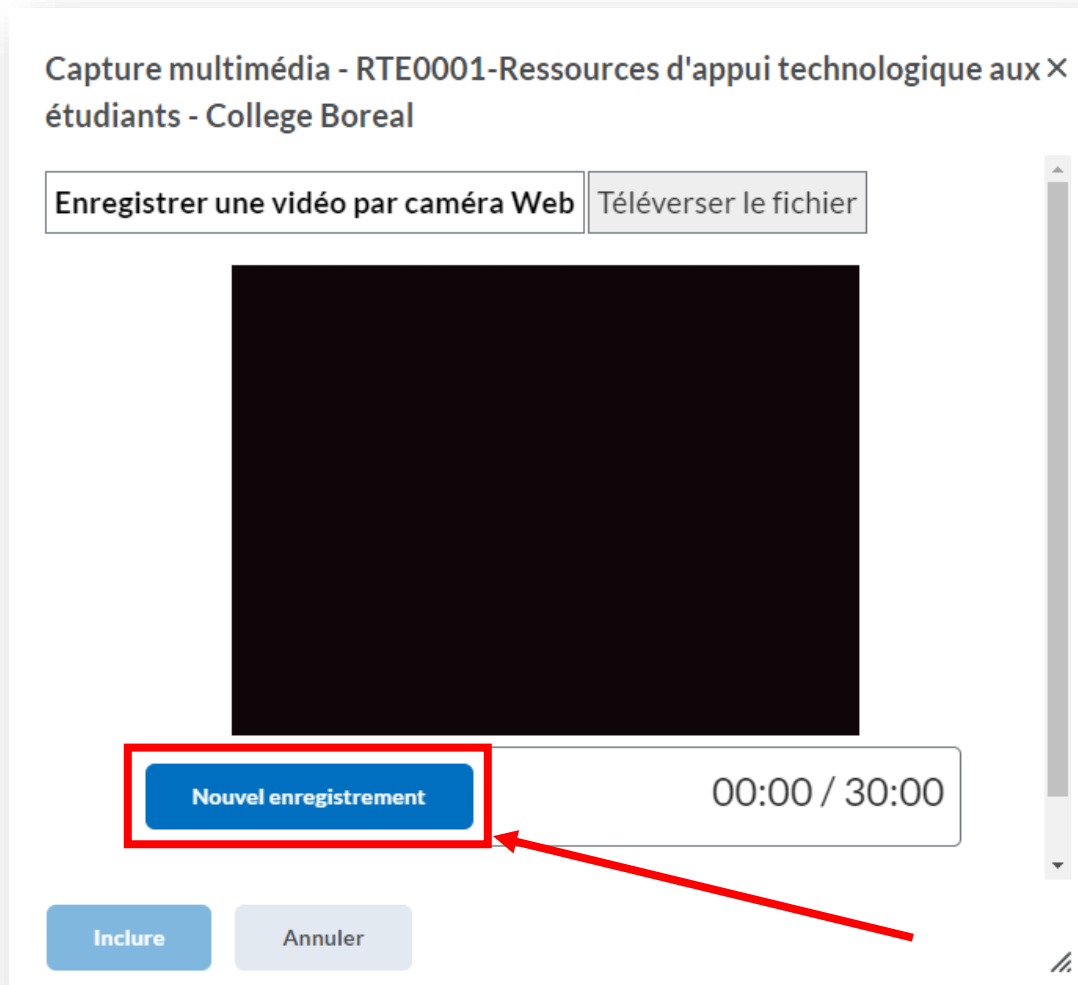 Capture multimédia - RTE0001-Ressources d'appui technologique aux
étudiants - College Boreal
Enregistrer une vidéo par caméra Web Téléverser le fichier
Nouvel enregistrement 00:00 / 30:00
Inclure Annuler